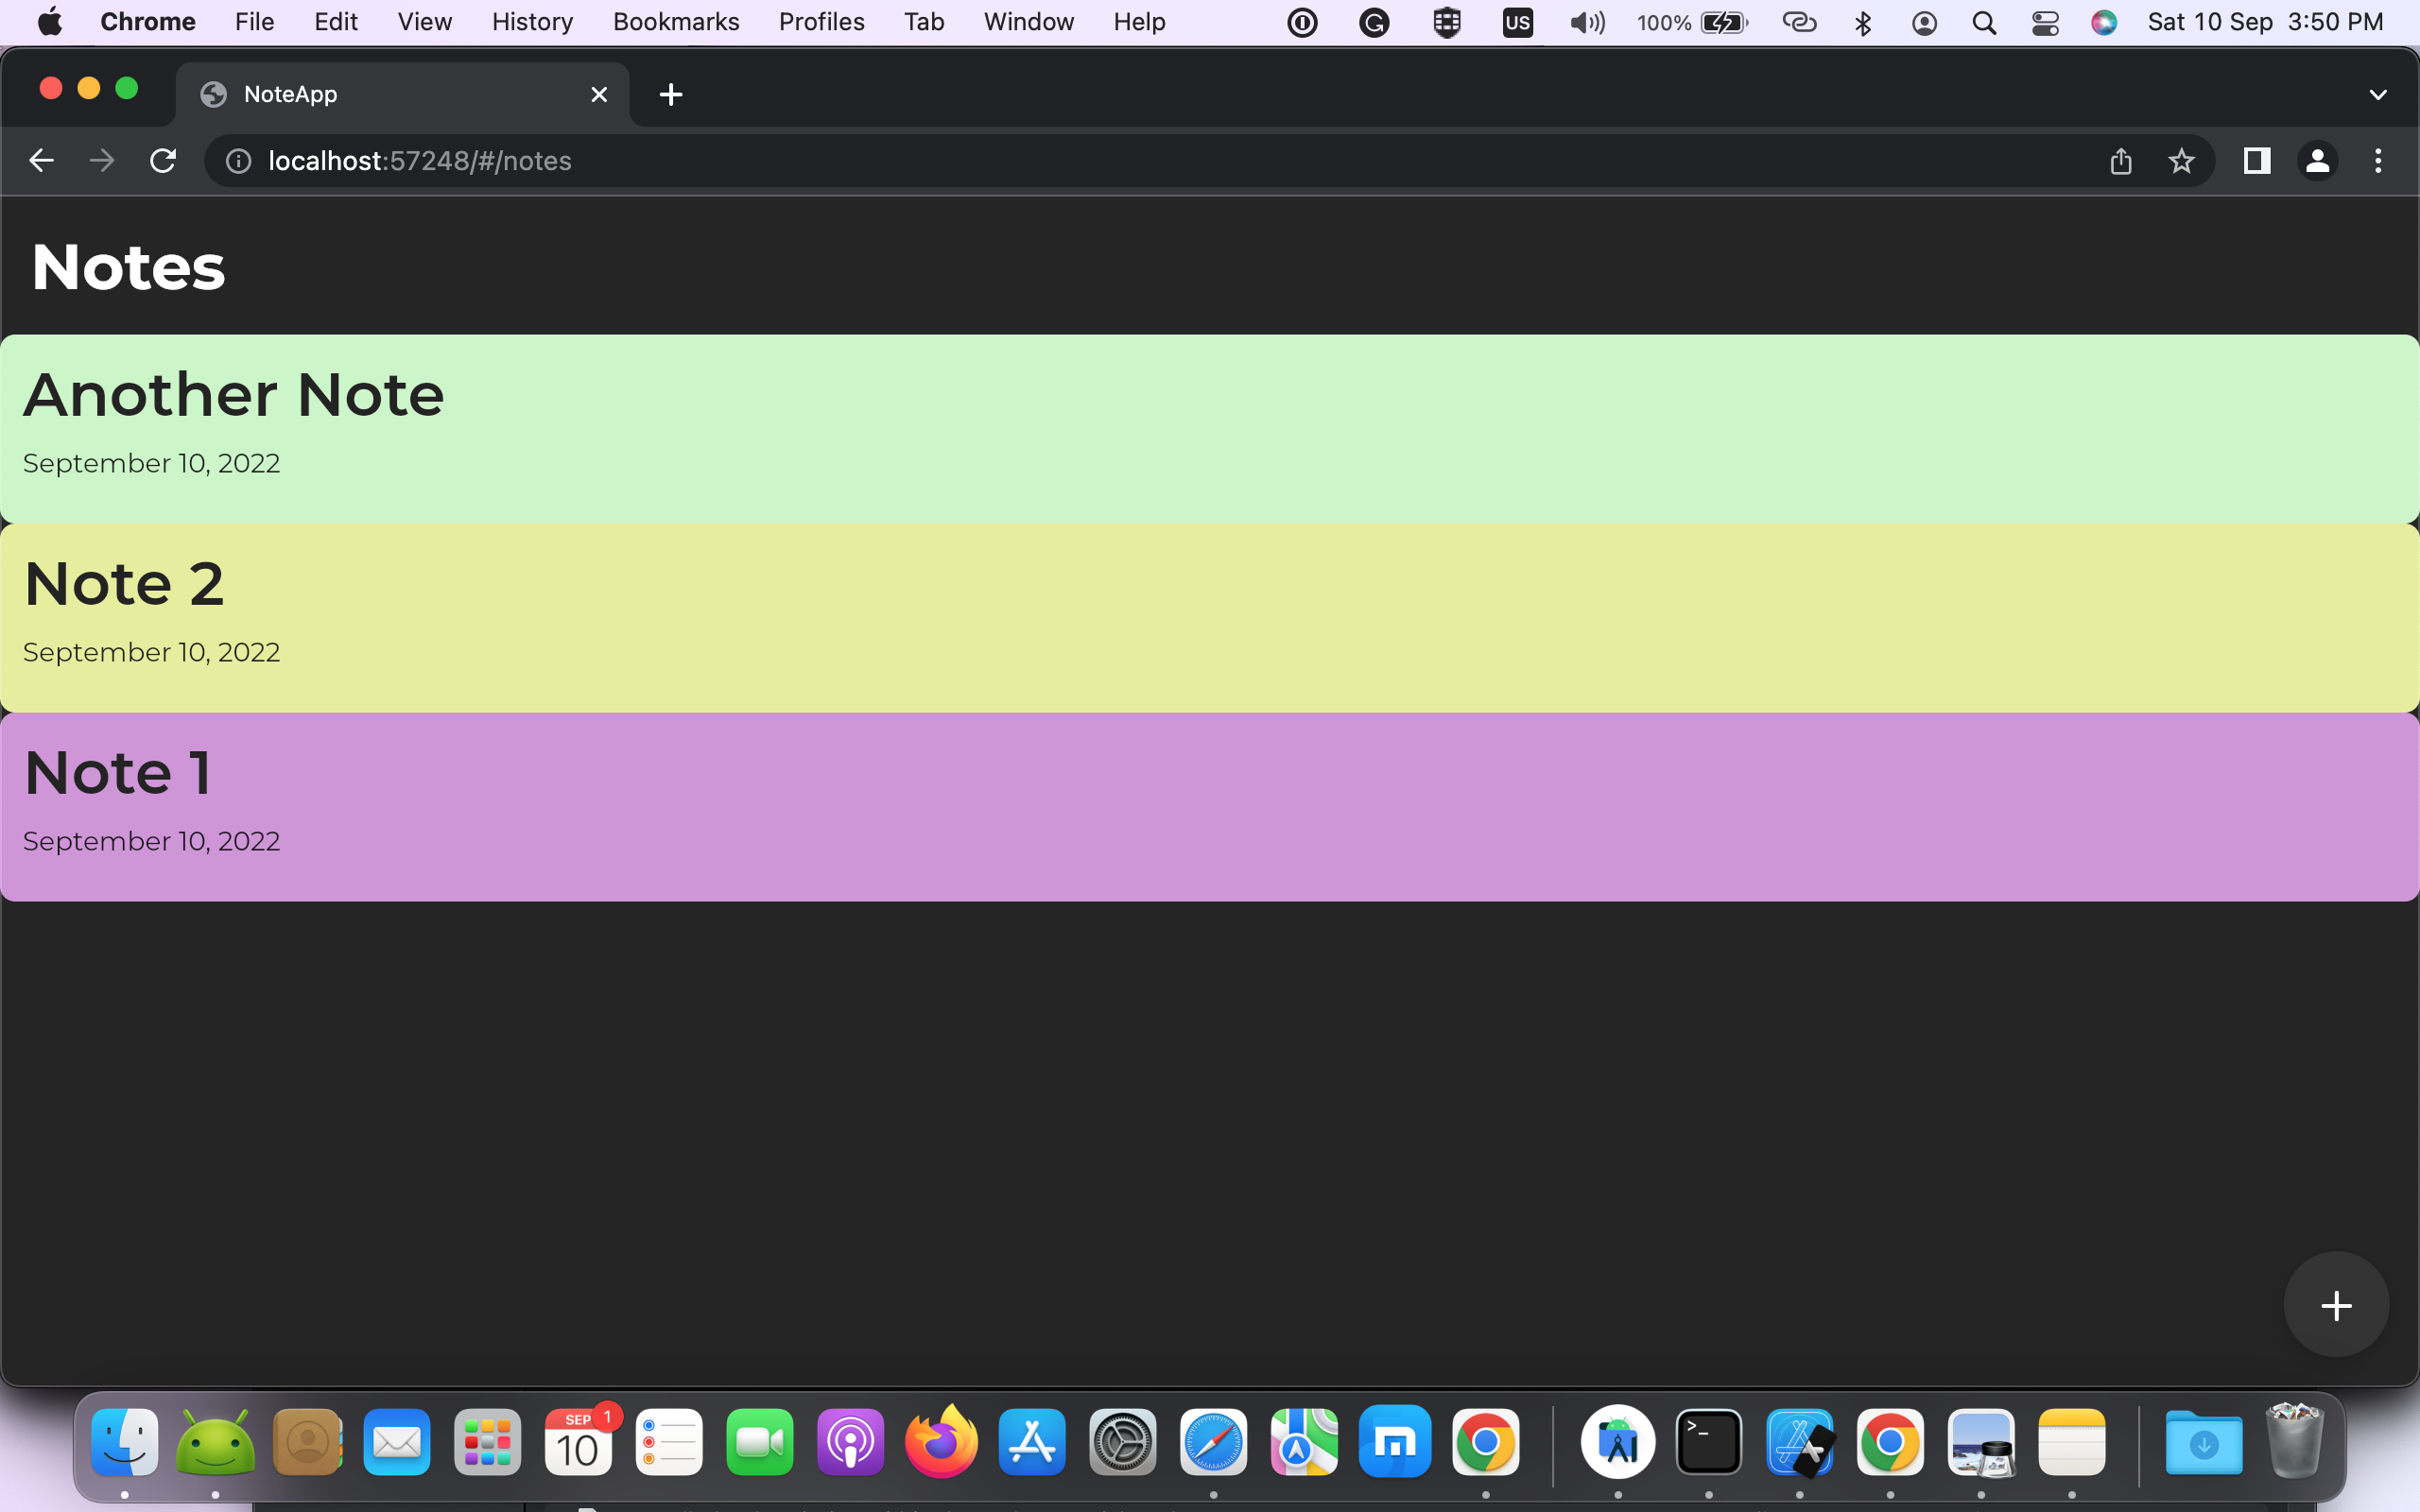 Chrome File Edit View History Bookmarks Profiles Tab Window Help US 100% Sat 10 Sep 3:50 PM
NoteApp
localhost:57248/#/notes
Notes
Another Note
September 10, 2022
Note 2
September 10, 2022
Note 1
September 10, 2022
SEP 1
10